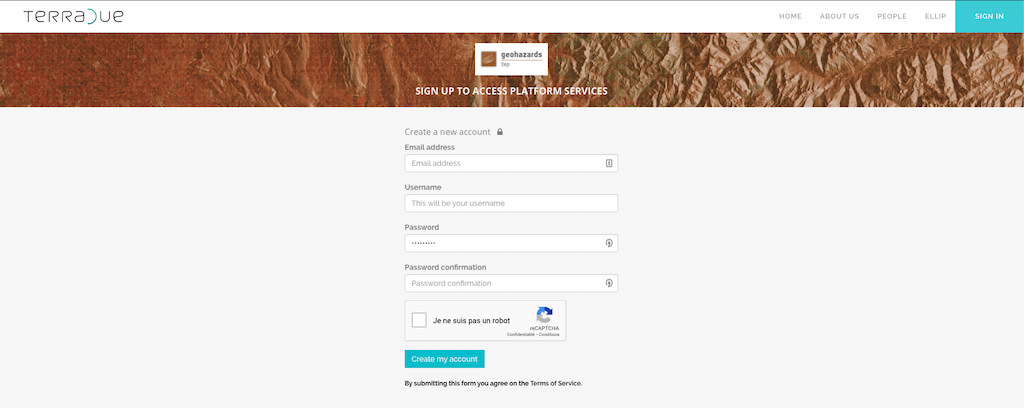 TERRADUE
HOME ABOUT US PEOPLE ELLIP SIGN IN
geohazards
tep
SIGN UP TO ACCESS PLATFORM SERVICES
Create a new account
Email address
Email address
Username
This will be your username
Password
•••••••••
Password confirmation
Password confirmation
Je ne suis pas un robot
reCAPTCHA
Confidentialité - Conditions
Create my account
By submitting this form you agree on the Terms of Service.